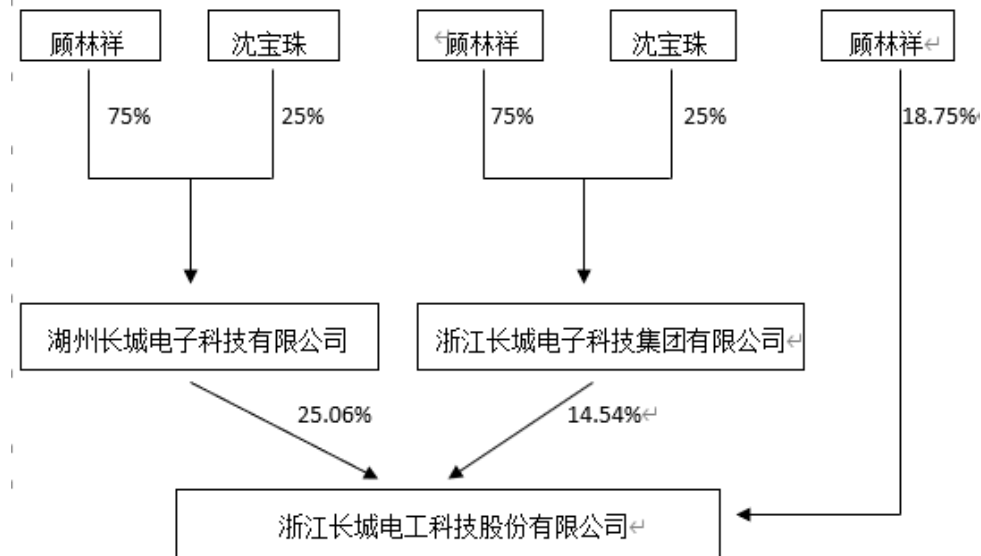 顾林祥
沈宝珠
顾林祥
沈宝珠
顾林祥
75%
25%
75%
25%
18.75%
湖州长城电子科技有限公司
浙江长城电子科技集团有限公司
25.06%
14.54%
浙江长城电工科技股份有限公司